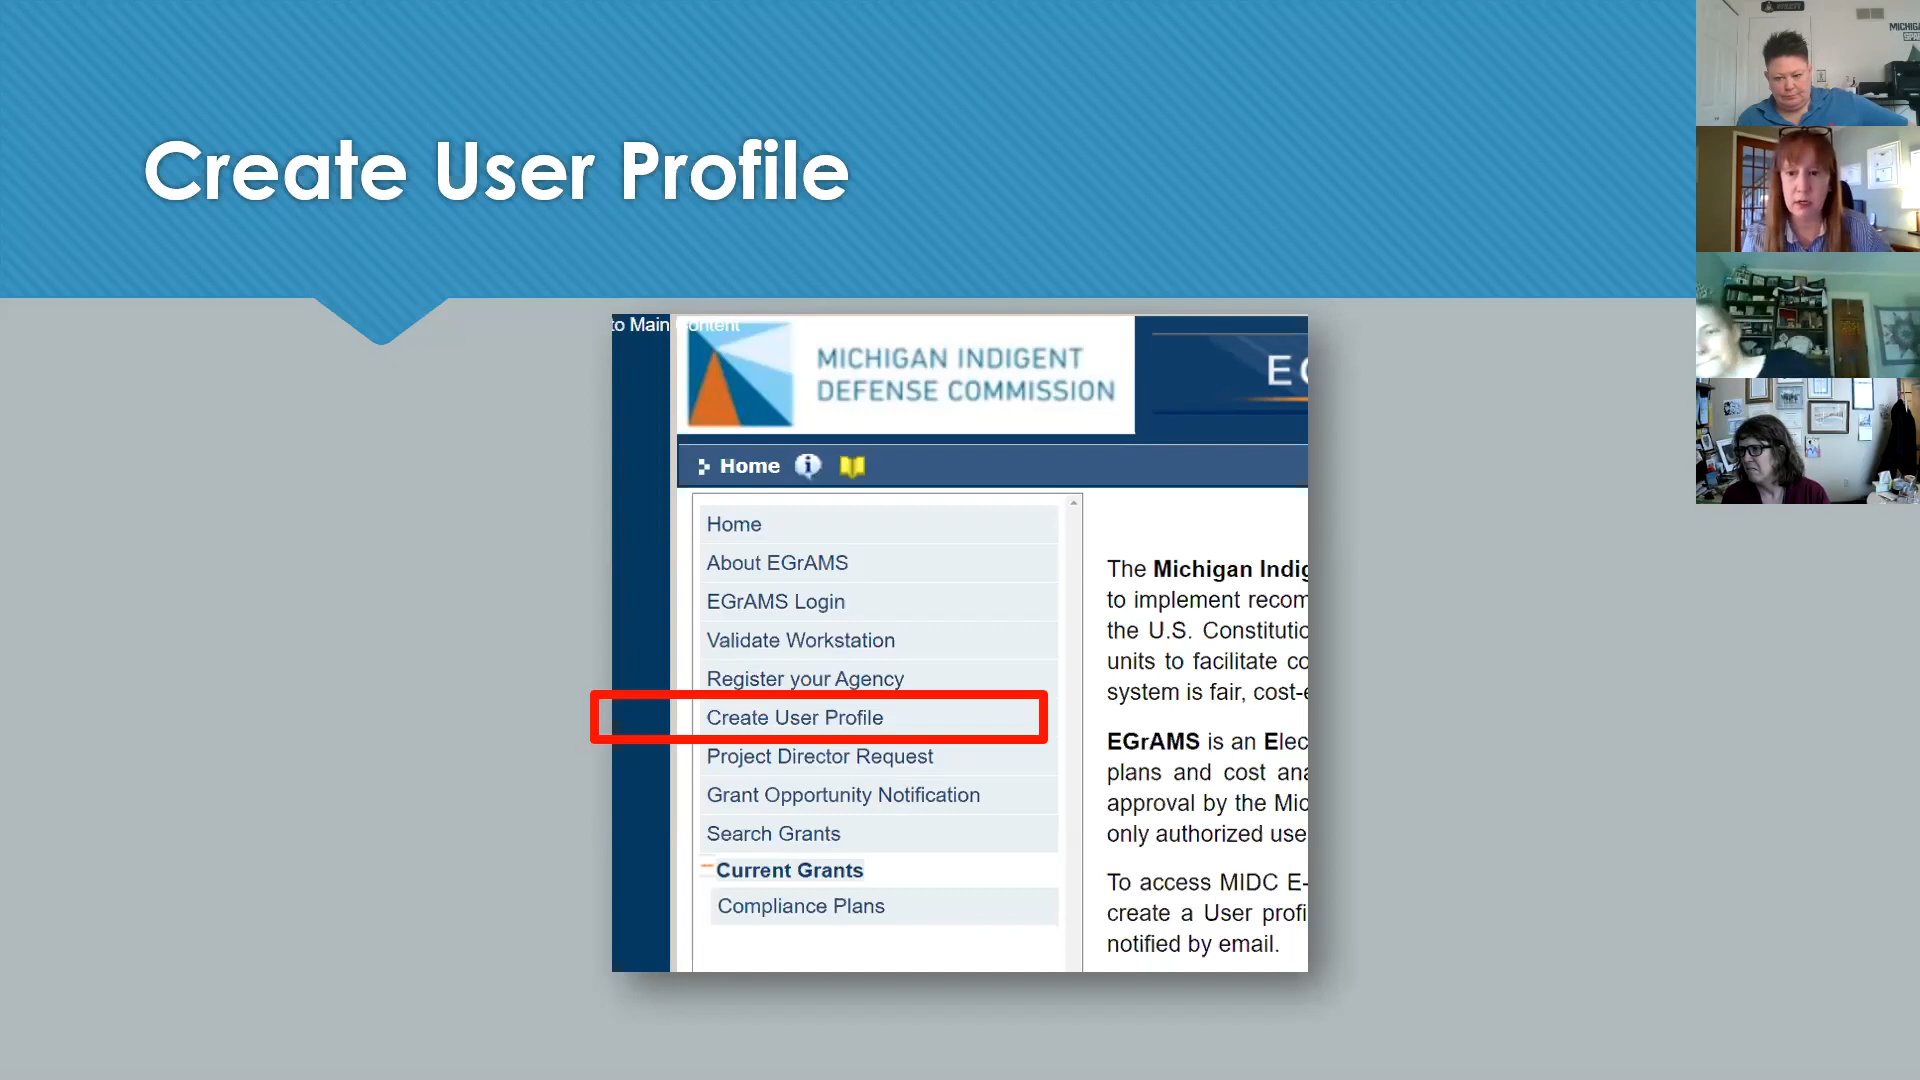 Create User Profile
to Main Content
MICHIGAN INDIGENT
DEFENSE COMMISSION
Home
Home
About EGrAMS
EGrAMS Login
Validate Workstation
Register your Agency
Create User Profile
Project Director Request
Grant Opportunity Notification
Search Grants
Current Grants
Compliance Plans
The Michigan Indig
to implement recom
the U.S. Constitutio
units to facilitate co
system is fair, cost-e
EGrAMS is an Elec
plans and cost ana
approval by the Mic
only authorized use
To access MIDC E-
create a User profi
notified by email.
MICHIGA